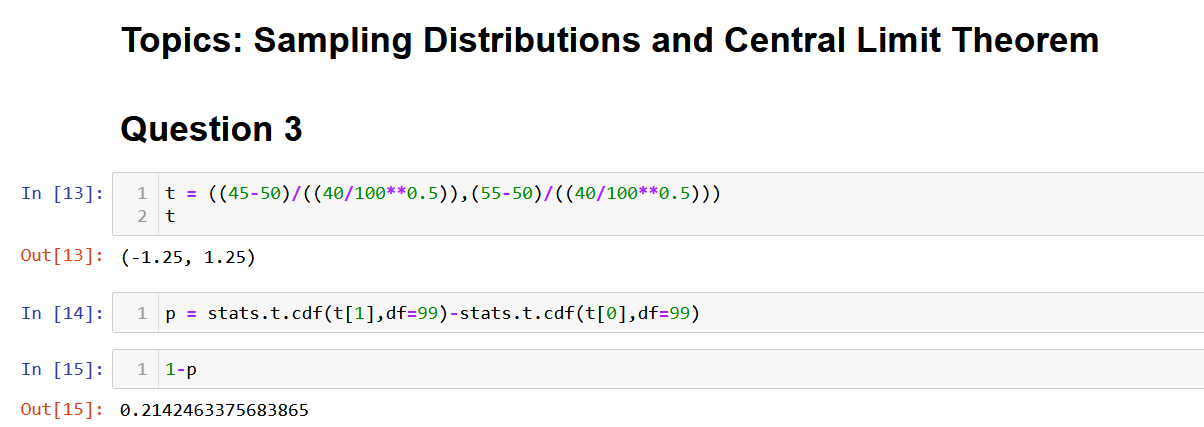 Topics: Sampling Distributions and Central Limit Theorem
Question 3
In [13]: 1 t = ((45-50)/((40/100**0.5)),(55-50)/((40/100**0.5)))
2 t
Out[13]: (-1.25, 1.25)
In [14]: 1 p = stats.t.cdf(t[1],df=99)-stats.t.cdf(t[0],df=99)
In [15]: 1 1-p
Out[15]: 0.2142463375683865